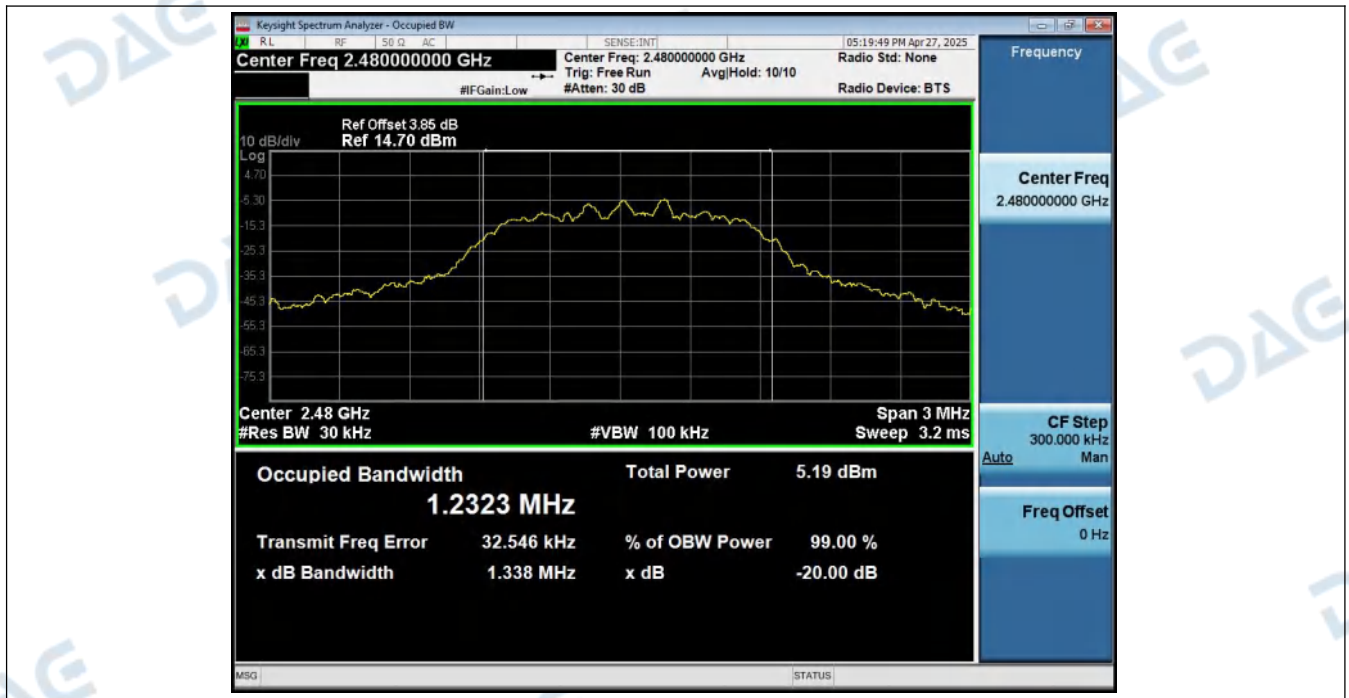 Keysight Spectrum Analyzer - Occupied BW
LXI RL RF 50 Ω AC SENSE:INT 05:19:49 PM Apr 27, 2025
Center Freq 2.480000000 GHz
Center Freq: 2.480000000 GHz
Radio Std: None
Trig: Free Run Avg|Hold: 10/10
#IFGain:Low #Atten: 30 dB Radio Device: BTS
Ref Offset 3.85 dB
10 dB/div Ref 14.70 dBm
Log
4.70
-5.30
-15.3
-25.3
-35.3
-45.3
-55.3
-65.3
-75.3
Center 2.48 GHz Span 3 MHz
#Res BW 30 kHz #VBW 100 kHz Sweep 3.2 ms
Occupied Bandwidth Total Power 5.19 dBm
1.2323 MHz
Transmit Freq Error 32.546 kHz % of OBW Power 99.00 %
x dB Bandwidth 1.338 MHz x dB -20.00 dB
MSG STATUS
Frequency
Center Freq
2.480000000 GHz
CF Step
300.000 kHz
Auto Man
Freq Offset
0 Hz
DAG
DAG
D
DAG